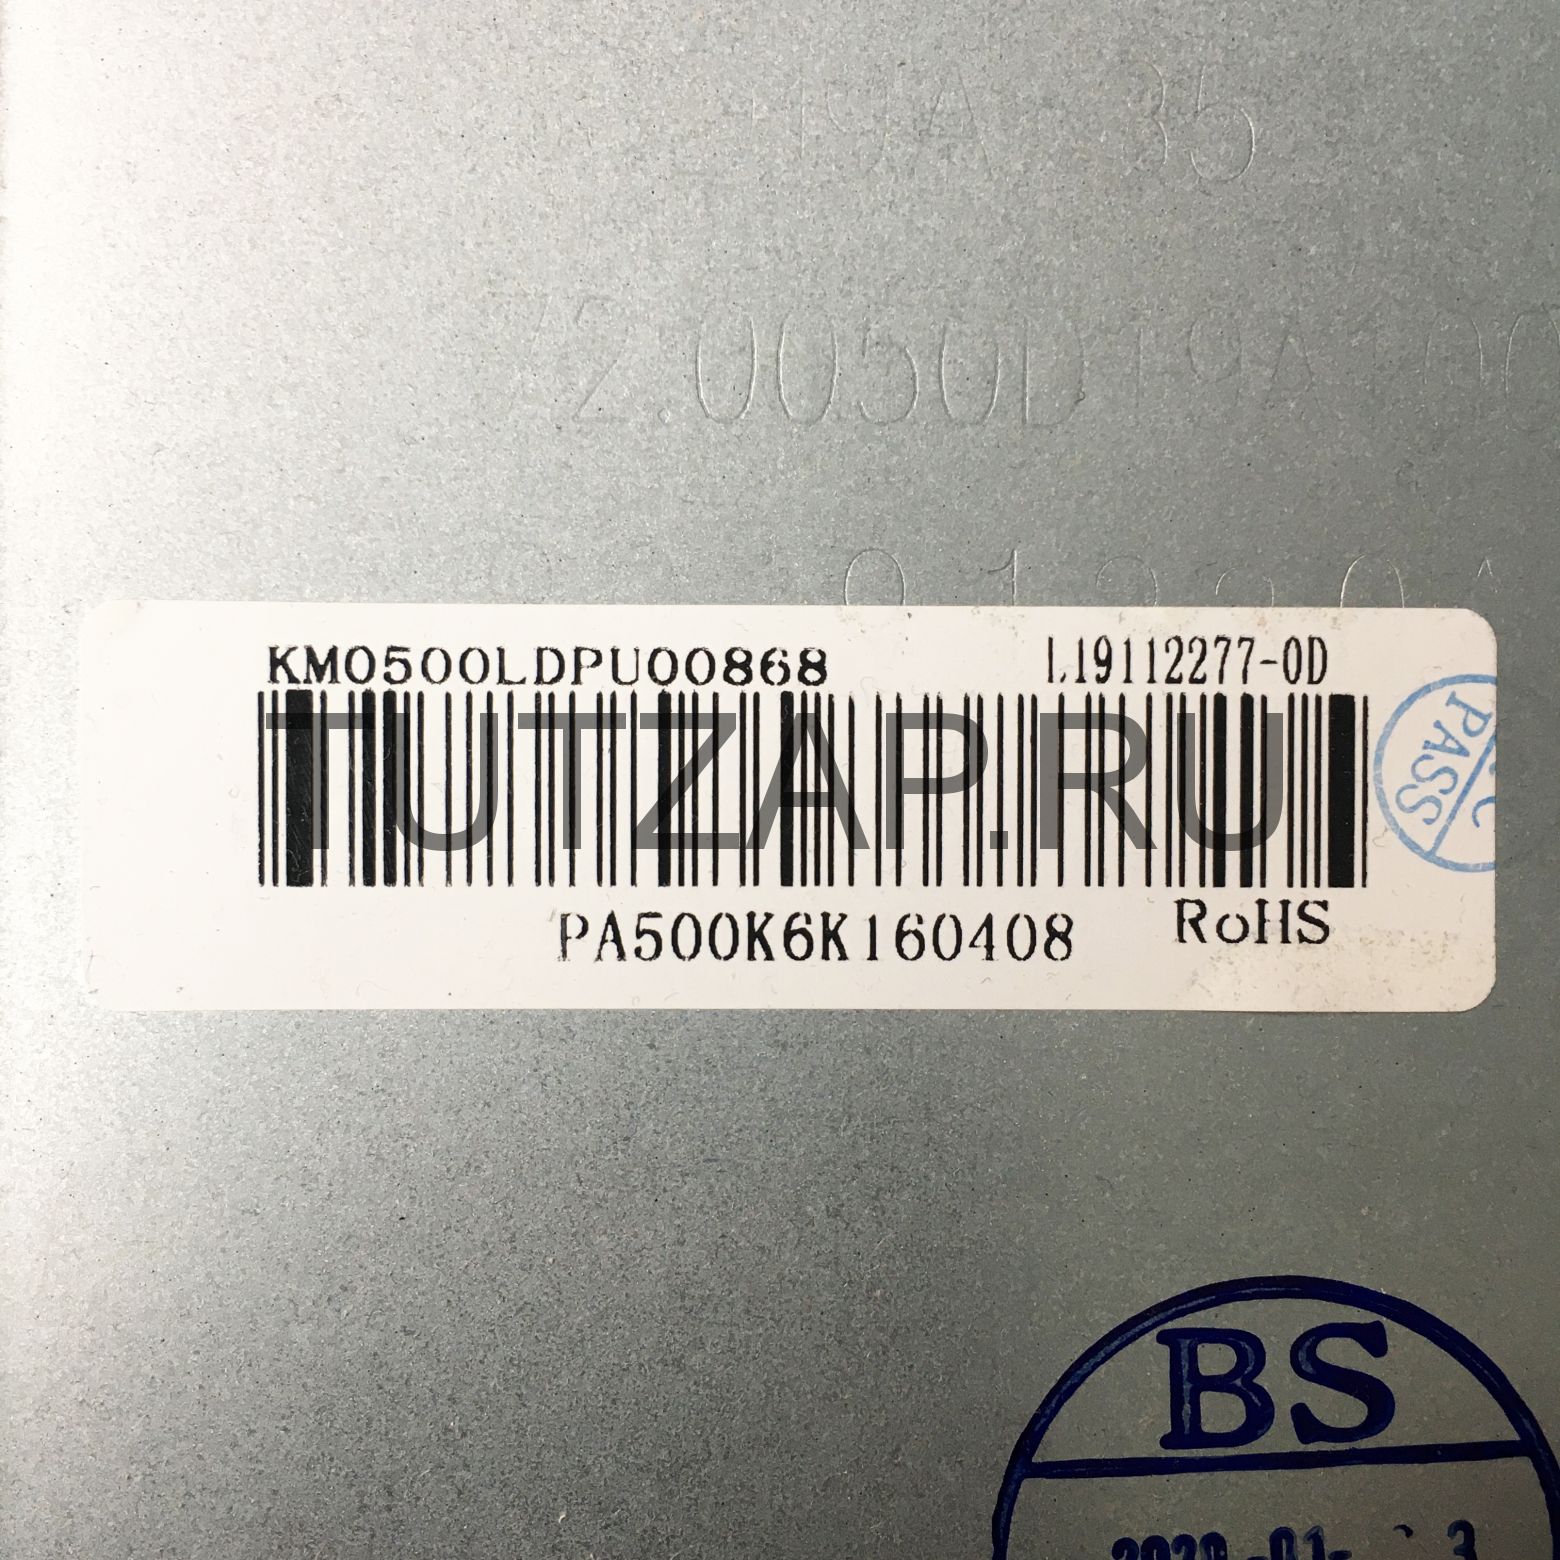 KM0500LDPU00868 L19112277-0D
TUTZAP.RU
PA500K6K160408 RoHS
PASS
BS